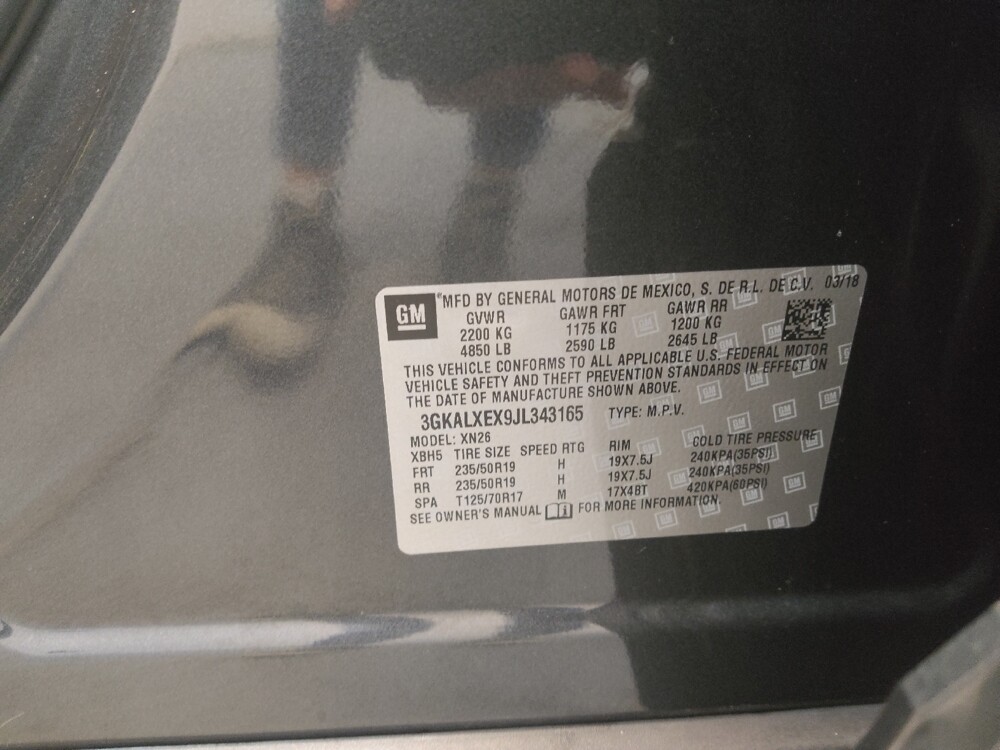 GM
®MFD BY GENERAL MOTORS DE MEXICO, S. DE R.L. DE C.V. 03/18
GVWR GAWR FRT GAWR RR
2200 KG 1175 KG 1200 KG
4850 LB 2590 LB 2645 LB
THIS VEHICLE CONFORMS TO ALL APPLICABLE U.S. FEDERAL MOTOR
VEHICLE SAFETY AND THEFT PREVENTION STANDARDS IN EFFECT ON
THE DATE OF MANUFACTURE SHOWN ABOVE.
3GKALXEX9JL343165 TYPE: M.P.V.
MODEL: XN26
XBH5 TIRE SIZE SPEED RTG RIM COLD TIRE PRESSURE
FRT 235/50R19 H 19X7.5J 240KPA(35PSI)
RR 235/50R19 H 19X7.5J 240KPA(35PSI)
SPA T125/70R17 M 17X4BT 420KPA(60PSI)
SEE OWNER'S MANUAL FOR MORE INFORMATION.